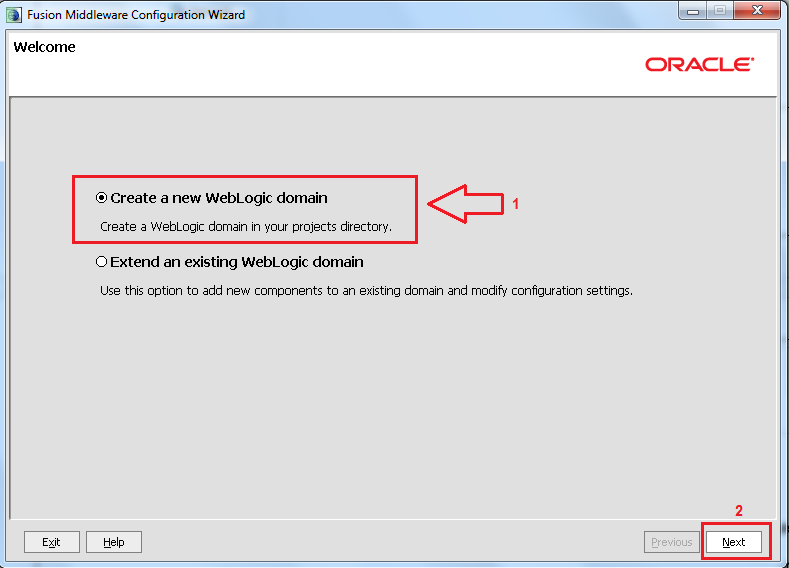 Fusion Middleware Configuration Wizard
Welcome
ORACLE
Create a new WebLogic domain
1
Create a WebLogic domain in your projects directory.
Extend an existing WebLogic domain
Use this option to add new components to an existing domain and modify configuration settings.
2
Exit Help Previous Next